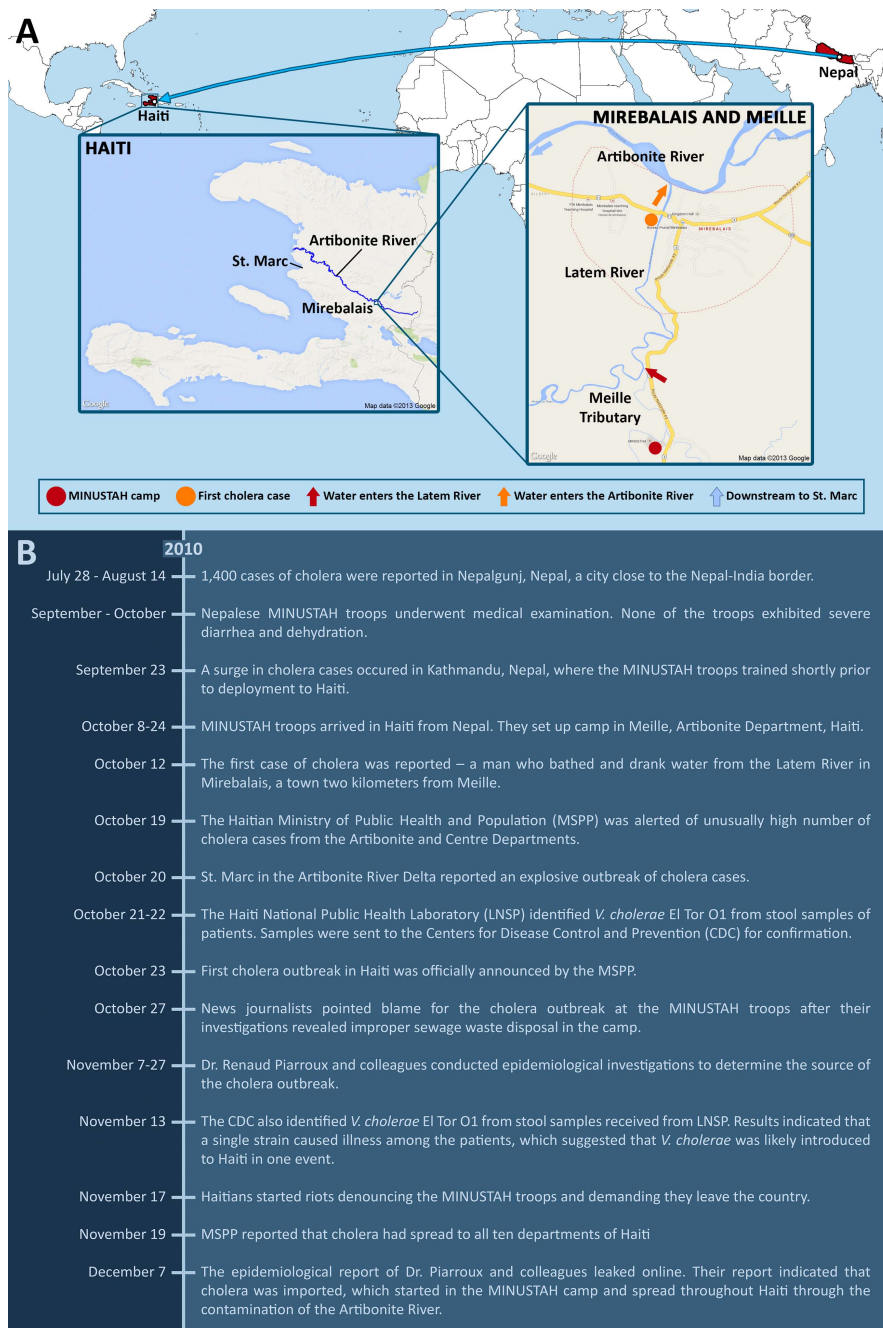 A
Nepal
Haiti
HAITI
Artibonite River
St. Marc
Mirebalais
Google
Map data ©2013 Google
MIREBALAIS AND MEILLE
Artibonite River
MIREBALAIS
Latem River
Meille
Tributary
Google
Map data ©2013 Google
MINUSTAH camp
First cholera case
Water enters the Latem River
Water enters the Artibonite River
Downstream to St. Marc
B
2010
July 28 - August 14
1,400 cases of cholera were reported in Nepalgunj, Nepal, a city close to the Nepal-India border.
September - October
Nepalese MINUSTAH troops underwent medical examination. None of the troops exhibited severe
diarrhea and dehydration.
September 23
A surge in cholera cases occured in Kathmandu, Nepal, where the MINUSTAH troops trained shortly prior
to deployment to Haiti.
October 8-24
MINUSTAH troops arrived in Haiti from Nepal. They set up camp in Meille, Artibonite Department, Haiti.
October 12
The first case of cholera was reported – a man who bathed and drank water from the Latem River in
Mirebalais, a town two kilometers from Meille.
October 19
The Haitian Ministry of Public Health and Population (MSPP) was alerted of unusually high number of
cholera cases from the Artibonite and Centre Departments.
October 20
St. Marc in the Artibonite River Delta reported an explosive outbreak of cholera cases.
October 21-22
The Haiti National Public Health Laboratory (LNSP) identified V. cholerae El Tor O1 from stool samples of
patients. Samples were sent to the Centers for Disease Control and Prevention (CDC) for confirmation.
October 23
First cholera outbreak in Haiti was officially announced by the MSPP.
October 27
News journalists pointed blame for the cholera outbreak at the MINUSTAH troops after their
investigations revealed improper sewage waste disposal in the camp.
November 7-27
Dr. Renaud Piarroux and colleagues conducted epidemiological investigations to determine the source of
the cholera outbreak.
November 13
The CDC also identified V. cholerae El Tor O1 from stool samples received from LNSP. Results indicated that
a single strain caused illness among the patients, which suggested that V. cholerae was likely introduced
to Haiti in one event.
November 17
Haitians started riots denouncing the MINUSTAH troops and demanding they leave the country.
November 19
MSPP reported that cholera had spread to all ten departments of Haiti
December 7
The epidemiological report of Dr. Piarroux and colleagues leaked online. Their report indicated that
cholera was imported, which started in the MINUSTAH camp and spread throughout Haiti through the
contamination of the Artibonite River.